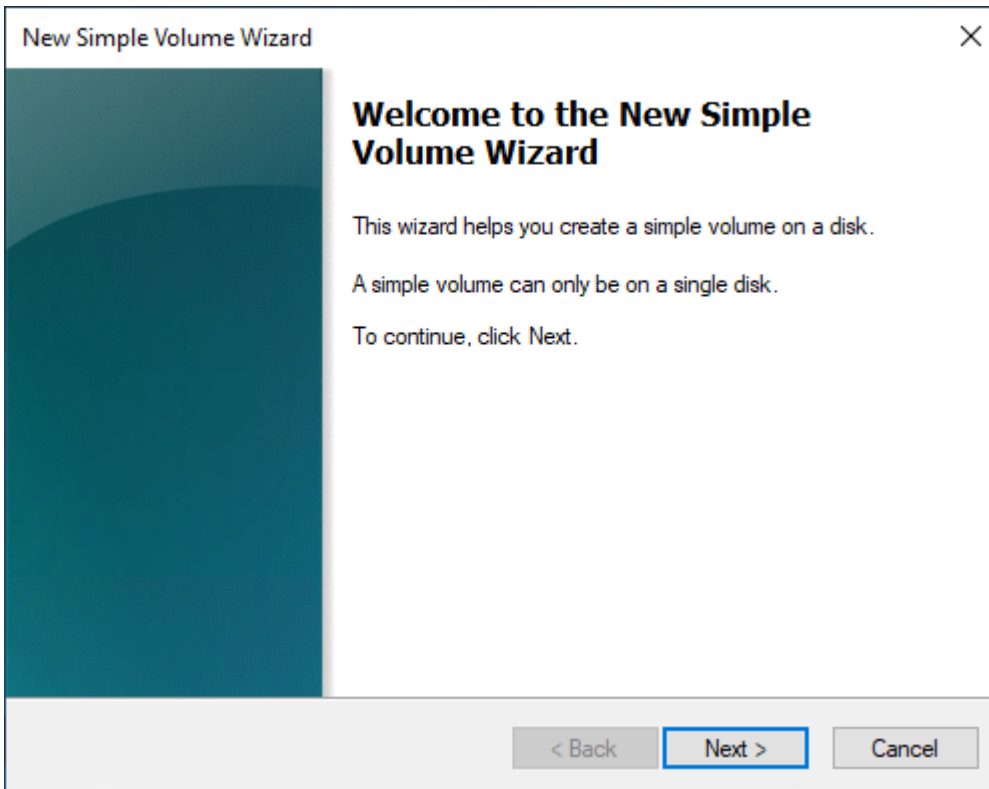 New Simple Volume Wizard
Welcome to the New Simple
Volume Wizard
This wizard helps you create a simple volume on a disk.
A simple volume can only be on a single disk.
To continue, click Next.
< Back Next > Cancel